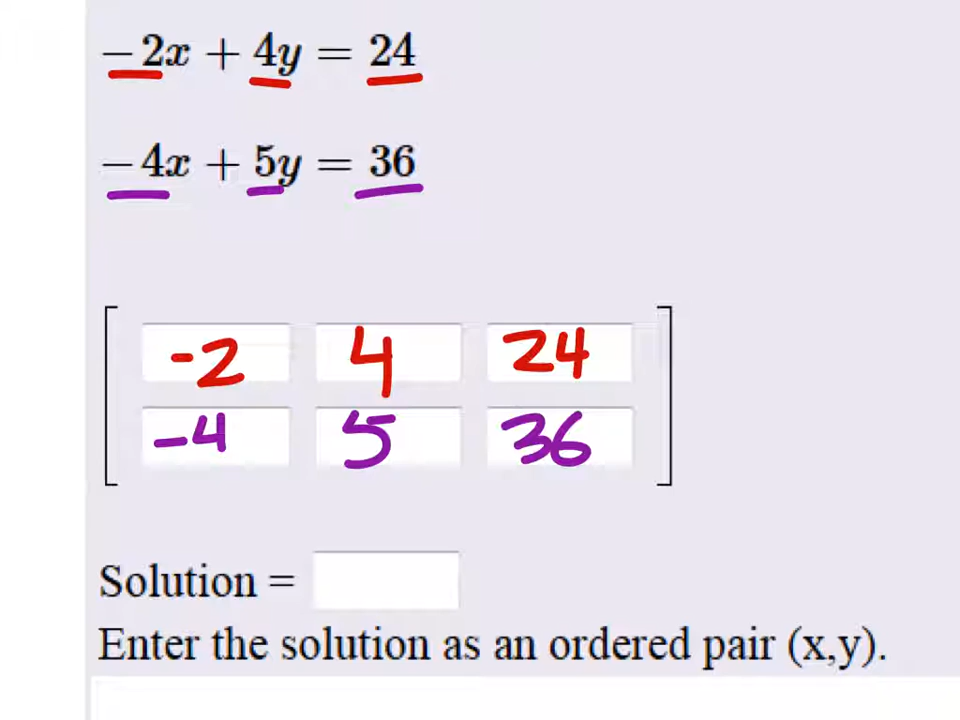 −2x + 4y = 24
−4x + 5y = 36
-2 4 24
-4 5 36
Solution =
Enter the solution as an ordered pair (x,y).